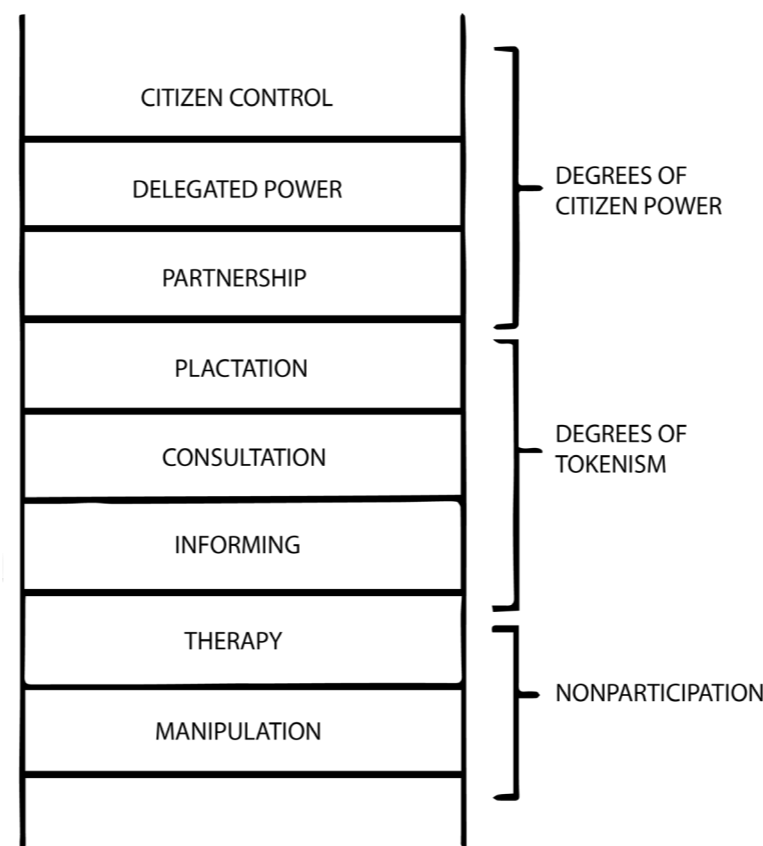 CITIZEN CONTROL
DELEGATED POWER
PARTNERSHIP
PLACTATION
CONSULTATION
INFORMING
THERAPY
MANIPULATION
DEGREES OF
CITIZEN POWER
DEGREES OF
TOKENISM
NONPARTICIPATION